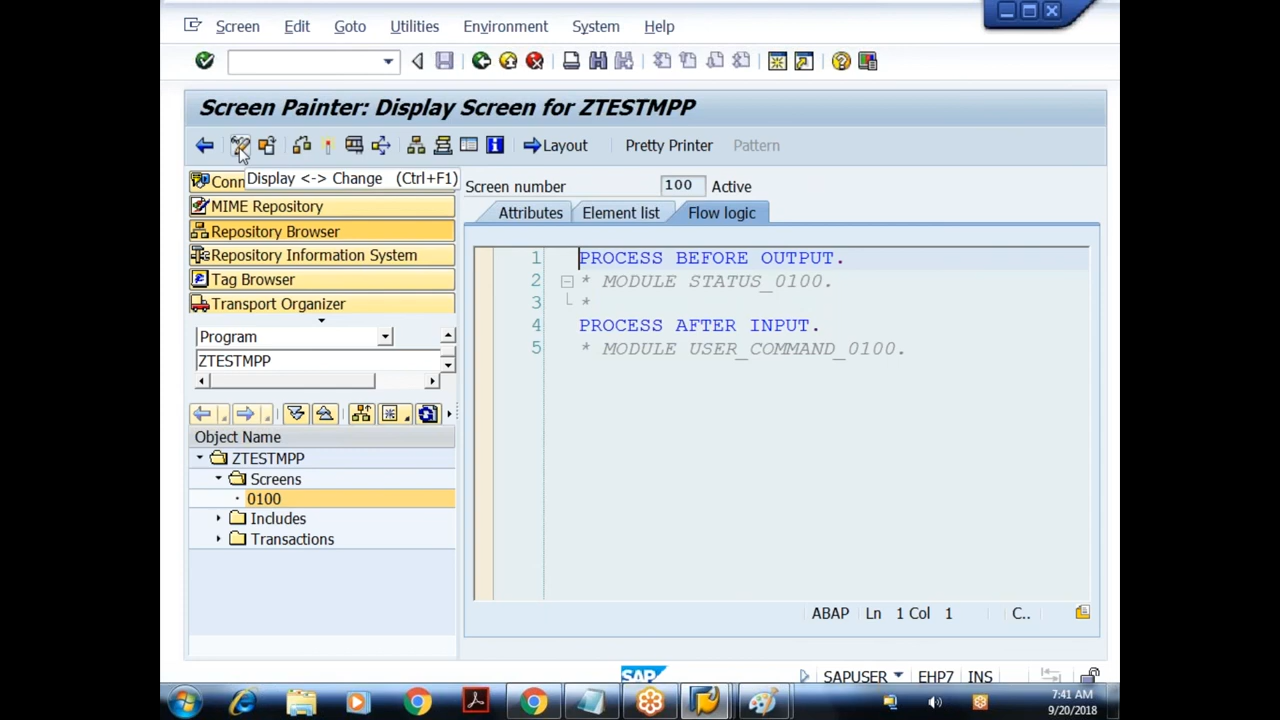 Screen Edit Goto Utilities Environment System Help
Screen Painter: Display Screen for ZTESTMPP
Layout Pretty Printer Pattern
Display <-> Change (Ctrl+F1)
MIME Repository
Repository Browser
Repository Information System
Tag Browser
Transport Organizer
Program
ZTESTMPP
Object Name
ZTESTMPP
Screens
0100
Includes
Transactions
Screen number 100 Active
Attributes Element list Flow logic
1 PROCESS BEFORE OUTPUT.
2 * MODULE STATUS_0100.
3 *
4 PROCESS AFTER INPUT.
5 * MODULE USER_COMMAND_0100.
ABAP Ln 1 Col 1 C..
SAP SAPUSER EHP7 INS
7:41 AM
9/20/2018